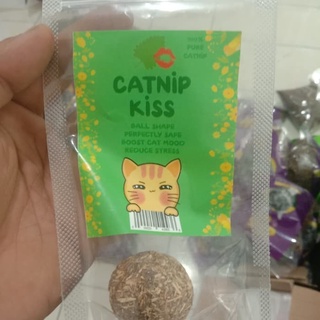 100%
PURE
CATNIP
CATNIP
KISS
BALL SHAPE
PERFECTLY SAFE
BOOST CAT MOOD
REDUCE STRESS